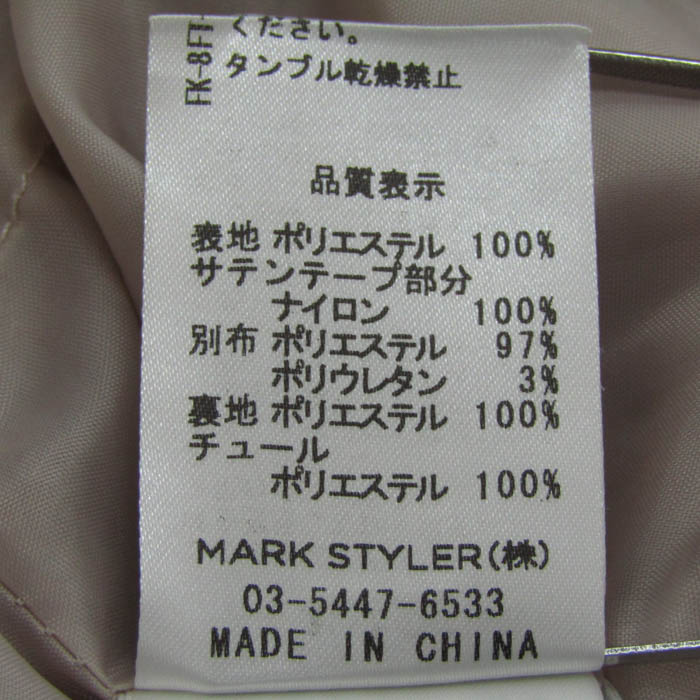 ください。
タンブル乾燥禁止
FK-8FT
品質表示
表地 ポリエステル 100%
サテンテープ部分
ナイロン 100%
別布 ポリエステル 97%
ポリウレタン 3%
裏地 ポリエステル 100%
チュール
ポリエステル 100%
MARK STYLER(株)
03-5447-6533
MADE IN CHINA